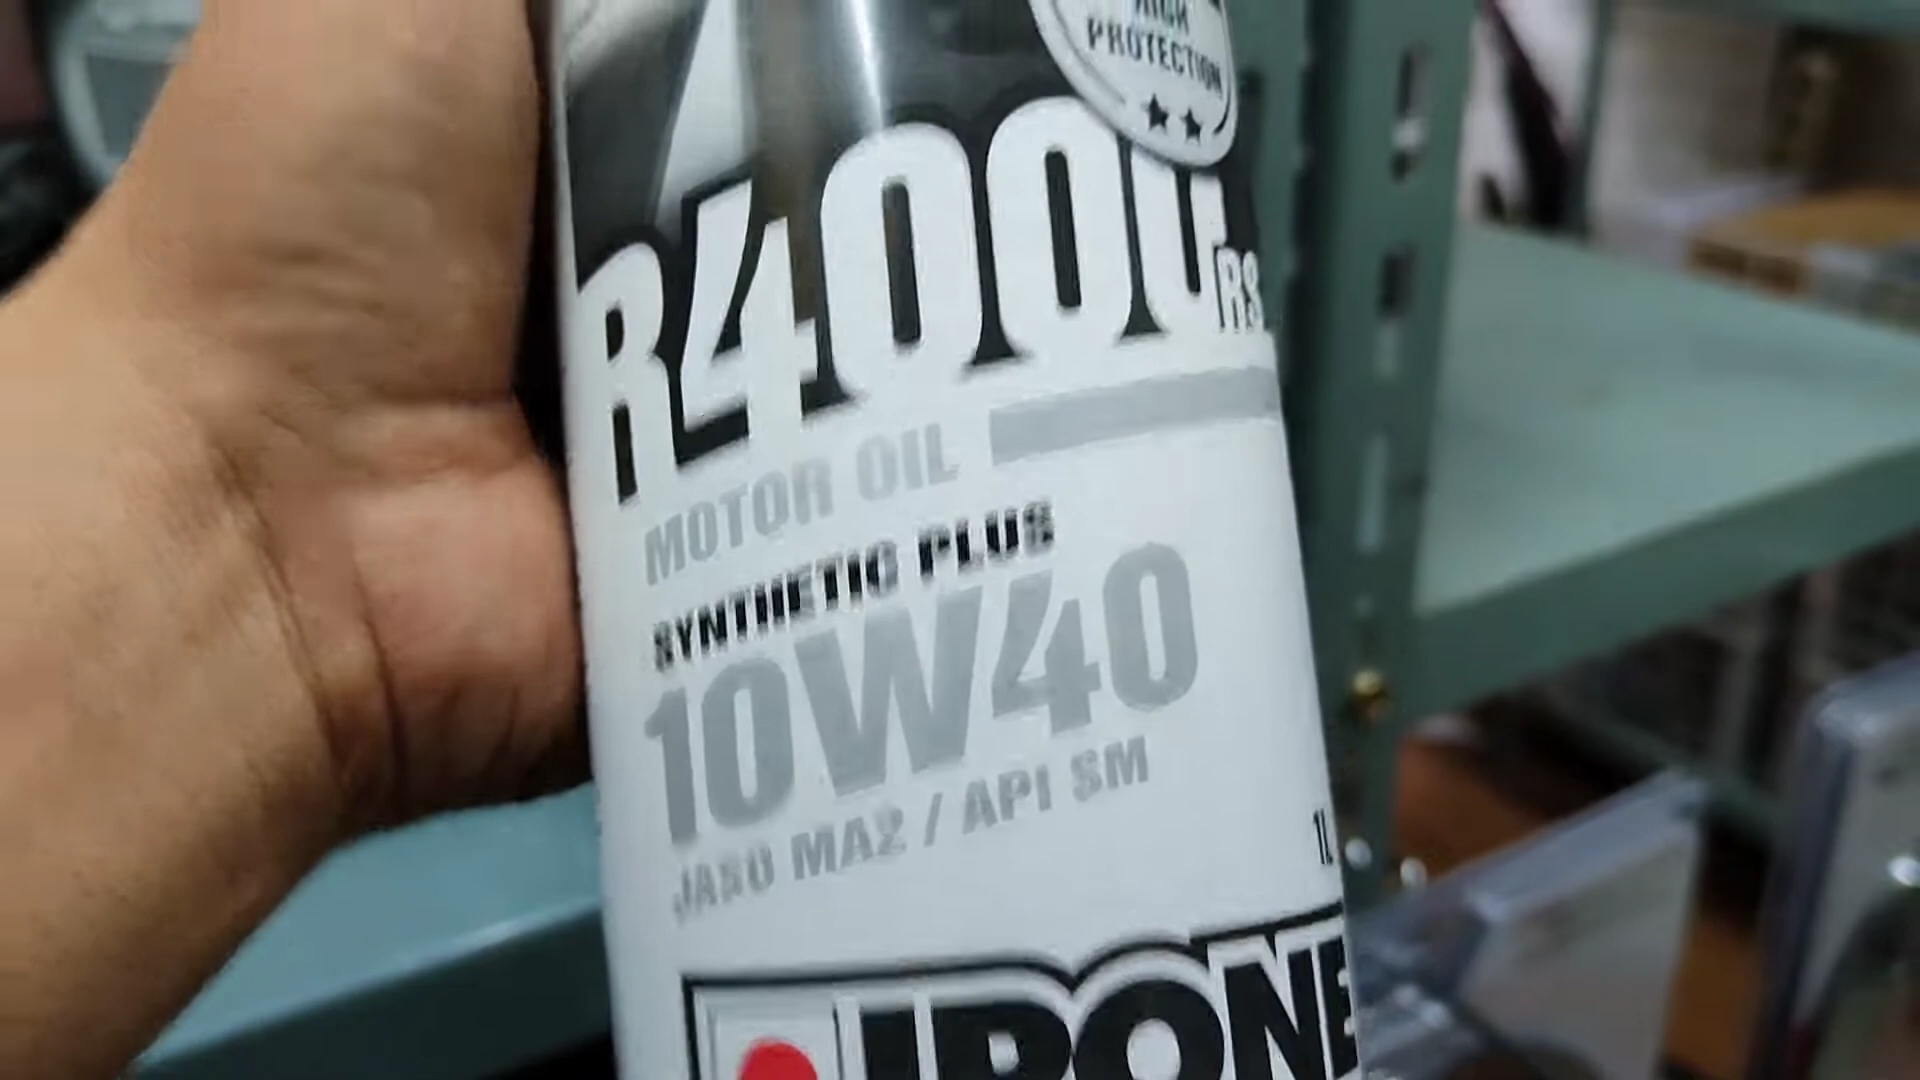 HIGH
PROTECTION
R4000
RS
MOTOR OIL
SYNTHETIC PLUS
10W40
JASO MA2 / API SM
1L
IPONE